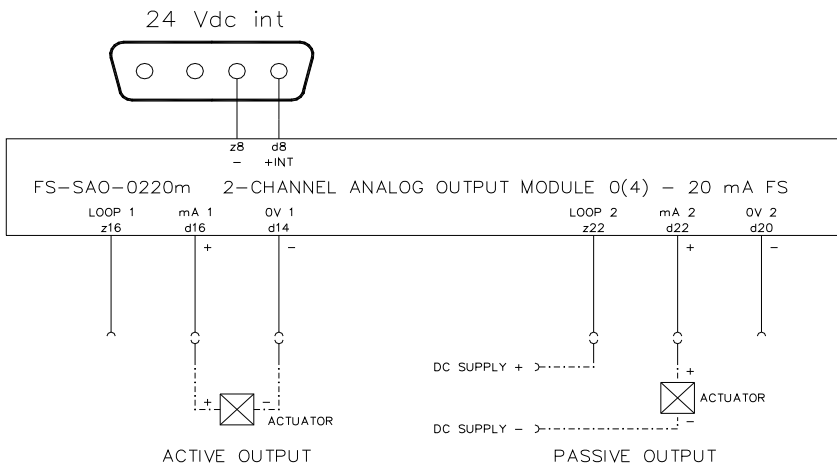 24 Vdc int
z8 d8
– +INT
FS–SAO–0220m 2–CHANNEL ANALOG OUTPUT MODULE 0(4) – 20 mA FS
LOOP 1 mA 1 0V 1 LOOP 2 mA 2 0V 2
z16 d16 d14 z22 d22 d20
+ – + –
DC SUPPLY +
+
+ – ACTUATOR
ACTUATOR
–
DC SUPPLY –
ACTIVE OUTPUT PASSIVE OUTPUT